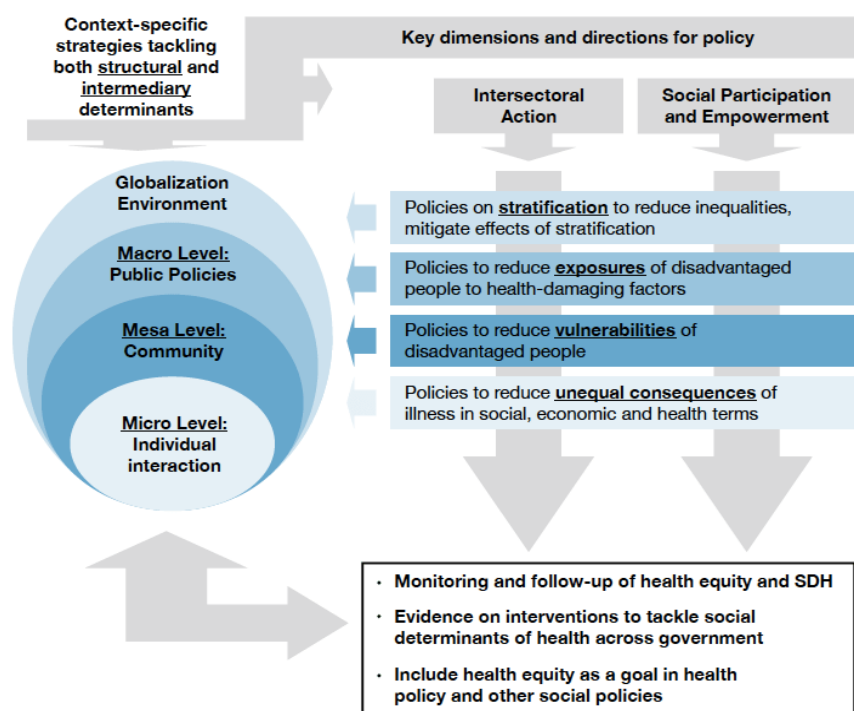 Context-specific
strategies tackling
both structural and
intermediary
determinants
Key dimensions and directions for policy
Intersectoral
Action
Social Participation
and Empowerment
Globalization
Environment
Macro Level:
Public Policies
Mesa Level:
Community
Micro Level:
Individual
interaction
Policies on stratification to reduce inequalities,
mitigate effects of stratification
Policies to reduce exposures of disadvantaged
people to health-damaging factors
Policies to reduce vulnerabilities of
disadvantaged people
Policies to reduce unequal consequences of
illness in social, economic and health terms
· Monitoring and follow-up of health equity and SDH
· Evidence on interventions to tackle social
determinants of health across government
· Include health equity as a goal in health
policy and other social policies